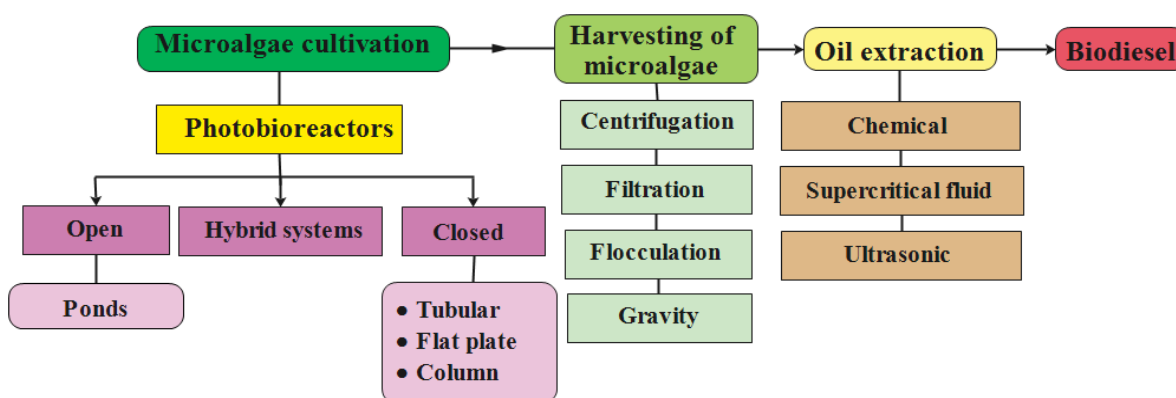 Microalgae cultivation
Harvesting of
microalgae
Oil extraction
Biodiesel
Photobioreactors
Open
Hybrid systems
Closed
Ponds
● Tubular
● Flat plate
● Column
Centrifugation
Filtration
Flocculation
Gravity
Chemical
Supercritical fluid
Ultrasonic